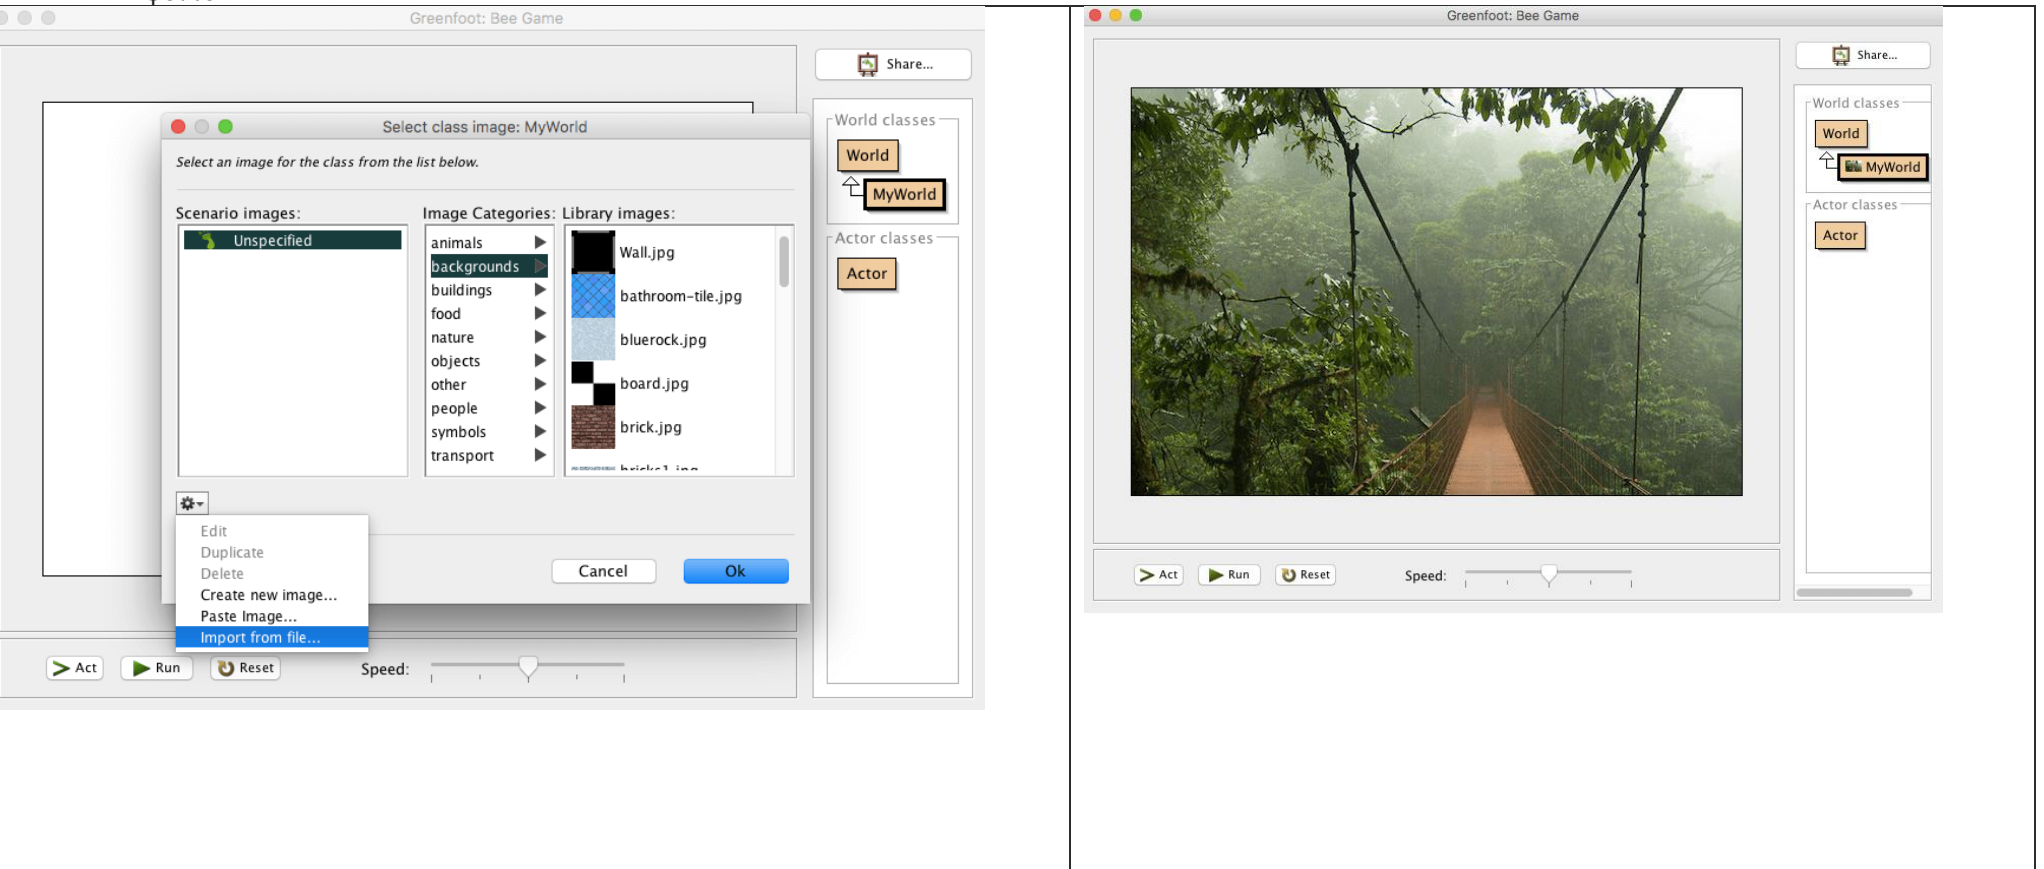 Greenfoot: Bee Game
Share...
Select class image: MyWorld
Select an image for the class from the list below.
Scenario images:
Unspecified
Image Categories:
animals
backgrounds
buildings
food
nature
objects
other
people
symbols
transport
Library images:
Wall.jpg
bathroom-tile.jpg
bluerock.jpg
board.jpg
brick.jpg
Edit
Duplicate
Delete
Create new image...
Paste Image...
Import from file...
Cancel
Ok
World classes
World
MyWorld
Actor classes
Actor
Act
Run
Reset
Speed:
Greenfoot: Bee Game
Share...
World classes
World
MyWorld
Actor classes
Actor
Act
Run
Reset
Speed: